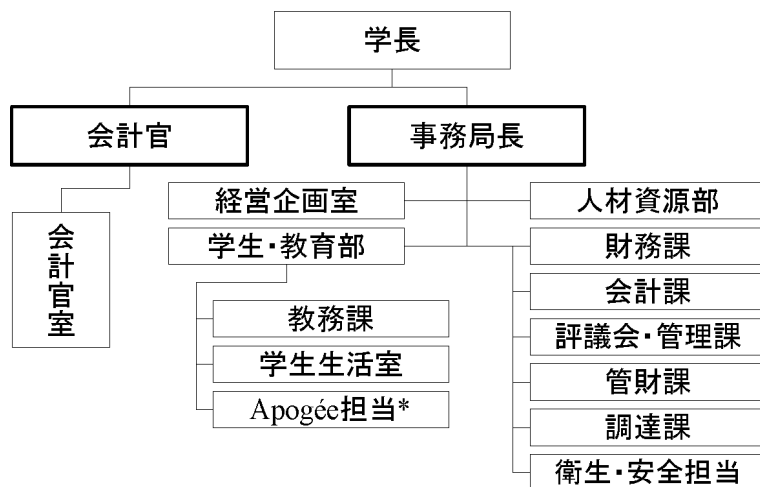 学長
会計官
事務局長
会計官室
経営企画室
人材資源部
学生・教育部
財務課
会計課
教務課
評議会・管理課
学生生活室
管財課
Apogée担当*
調達課
衛生・安全担当